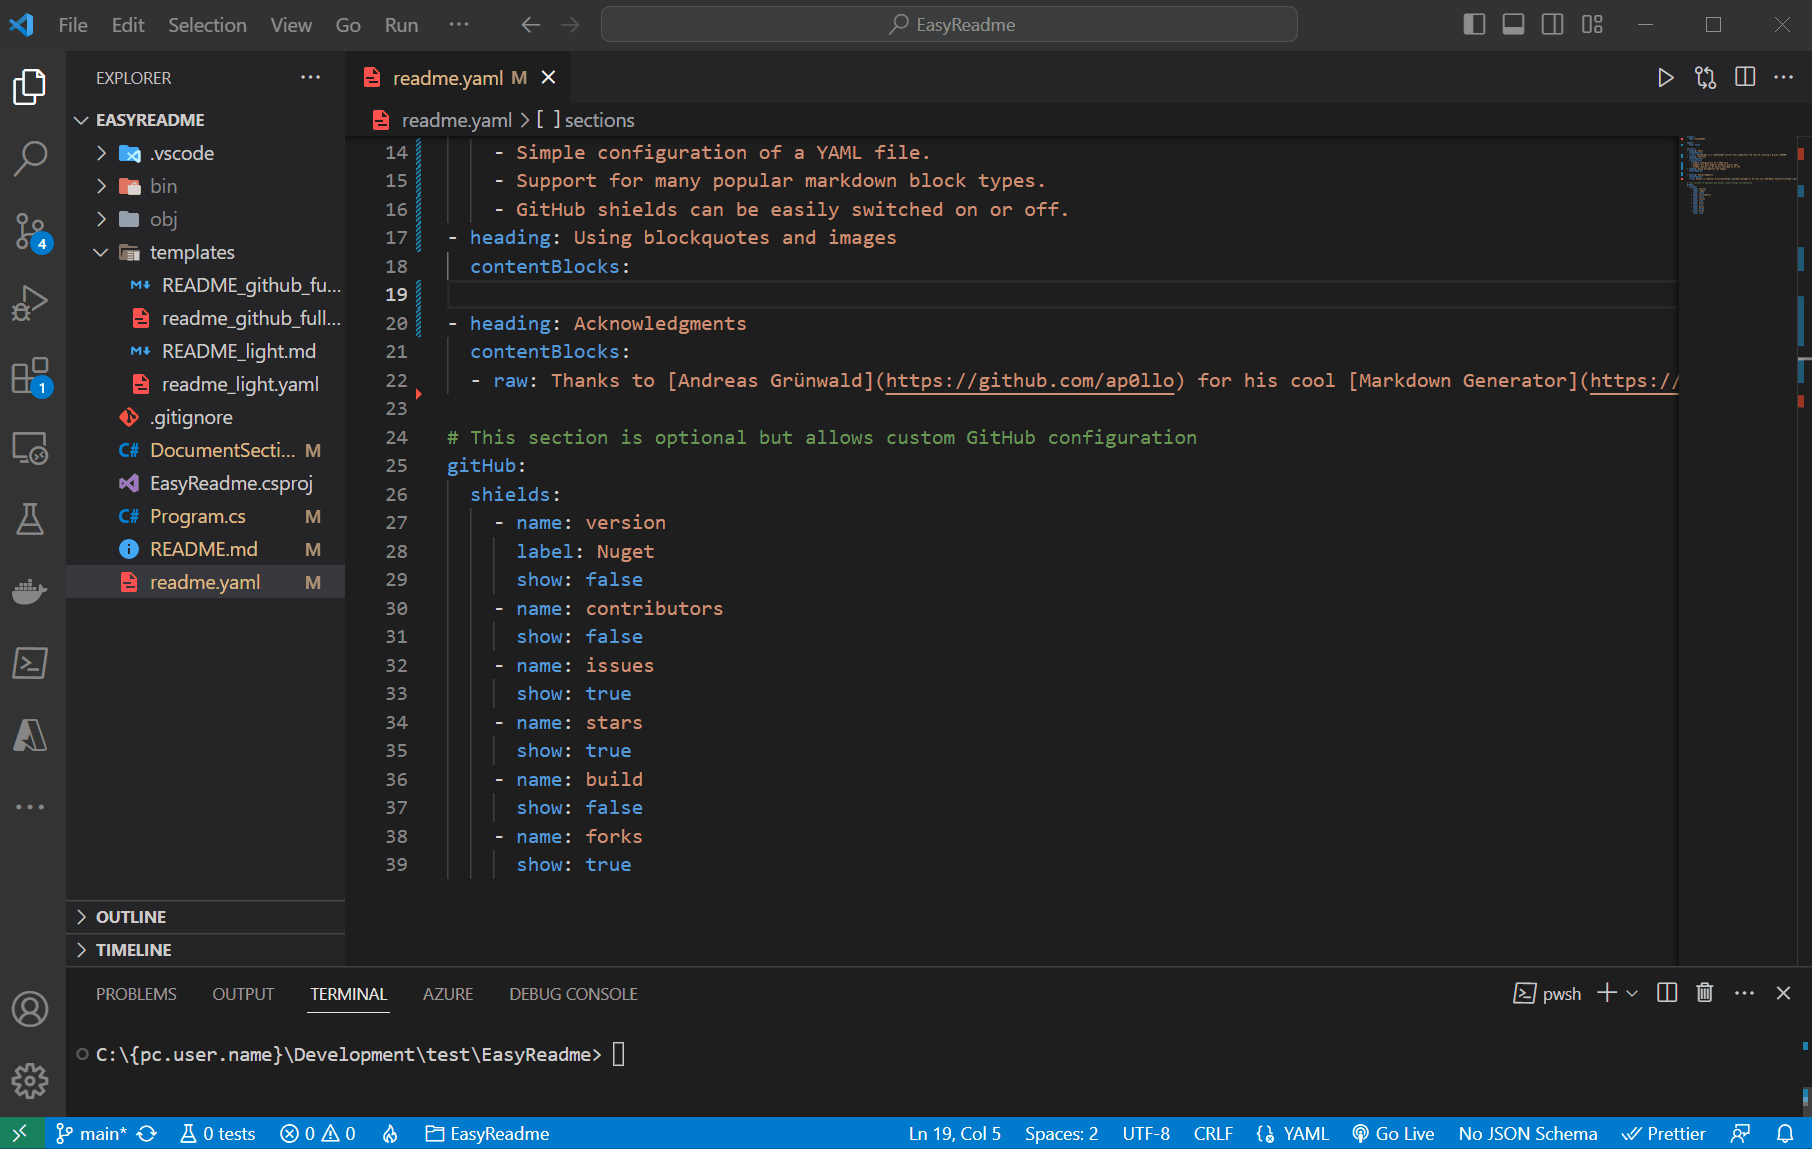 File Edit Selection View Go Run ··· EasyReadme
EXPLORER ···
EASYREADME
.vscode
bin
obj
templates
README_github_fu...
readme_github_full...
README_light.md
readme_light.yaml
.gitignore
DocumentSecti... M
EasyReadme.csproj
Program.cs M
README.md M
readme.yaml M
OUTLINE
TIMELINE
4
1
readme.yaml M
readme.yaml > [ ] sections
14 - Simple configuration of a YAML file.
15 - Support for many popular markdown block types.
16 - GitHub shields can be easily switched on or off.
17 - heading: Using blockquotes and images
18 contentBlocks:
19
20 - heading: Acknowledgments
21 contentBlocks:
22 - raw: Thanks to [Andreas Grünwald](https://github.com/ap0llo) for his cool [Markdown Generator](https://
23
24 # This section is optional but allows custom GitHub configuration
25 gitHub:
26 shields:
27 - name: version
28 label: Nuget
29 show: false
30 - name: contributors
31 show: false
32 - name: issues
33 show: true
34 - name: stars
35 show: true
36 - name: build
37 show: false
38 - name: forks
39 show: true
PROBLEMS OUTPUT TERMINAL AZURE DEBUG CONSOLE pwsh
C:\{pc.user.name}\Development\test\EasyReadme>
main* 0 tests 0 0 EasyReadme Ln 19, Col 5 Spaces: 2 UTF-8 CRLF YAML Go Live No JSON Schema Prettier